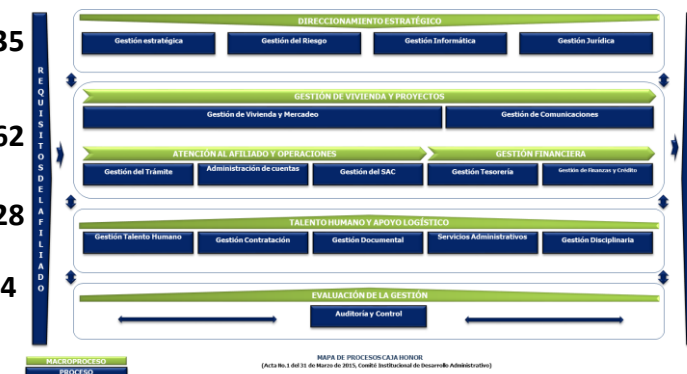 DIRECCIONAMIENTO ESTRATÉGICO
35
Gestión estratégica
Gestión del Riesgo
Gestión Informática
Gestión Jurídica
REQUISITOS DEL AFILIADO
GESTIÓN DE VIVIENDA Y PROYECTOS
Gestión de Vivienda y Mercadeo
Gestión de Comunicaciones
62
ATENCIÓN AL AFILIADO Y OPERACIONES
GESTIÓN FINANCIERA
Gestión del Trámite
Administración de cuentas
Gestión del SAC
Gestión Tesorería
Gestión de Finanzas y Crédito
28
TALENTO HUMANO Y APOYO LOGÍSTICO
Gestión Talento Humano
Gestión Contratación
Gestión Documental
Servicios Administrativos
Gestión Disciplinaria
4
EVALUACIÓN DE LA GESTIÓN
Auditoría y Control
MACROPROCESO
PROCESO
MAPA DE PROCESOS CAJA HONOR
(Acta No.1 del 31 de Marzo de 2015, Comité Institucional de Desarrollo Administrativo)